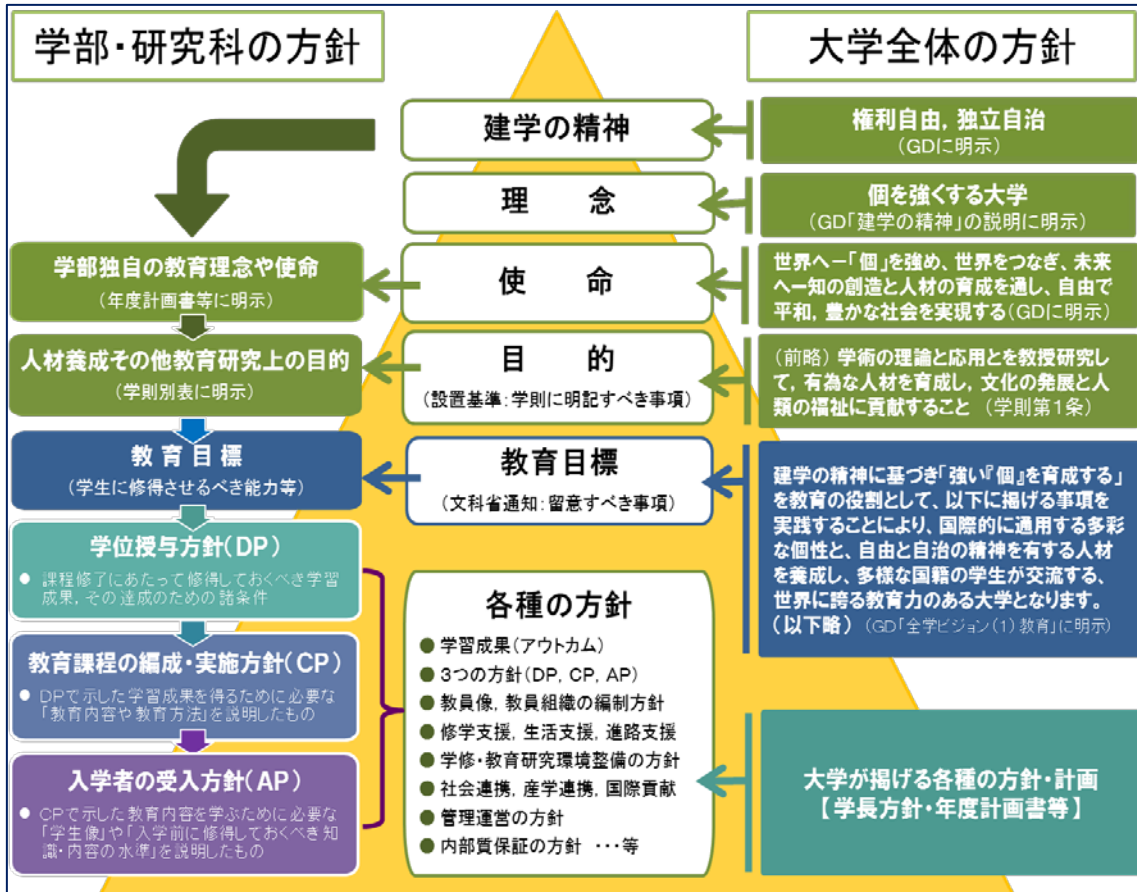 学部・研究科の方針
学部独自の教育理念や使命
(年度計画書等に明示)
人材養成その他教育研究上の目的
(学則別表に明示)
教育目標
(学生に修得させるべき能力等)
学位授与方針(DP)
● 課程修了にあたって修得しておくべき学習
成果, その達成のための諸条件
教育課程の編成・実施方針(CP)
● DPで示した学習成果を得るために必要な
「教育内容や教育方法」を説明したもの
入学者の受入方針(AP)
● CPで示した教育内容を学ぶために必要な
「学生像」や「入学前に修得しておくべき知
識・内容の水準」を説明したもの
建学の精神
理 念
使 命
目 的
(設置基準:学則に明記すべき事項)
教育目標
(文科省通知:留意すべき事項)
各種の方針
● 学習成果(アウトカム)
● 3つの方針(DP, CP, AP)
● 教員像, 教員組織の編制方針
● 修学支援, 生活支援, 進路支援
● 学修・教育研究環境整備の方針
● 社会連携, 産学連携, 国際貢献
● 管理運営の方針
● 内部質保証の方針 ・・・等
大学全体の方針
権利自由, 独立自治
(GDに明示)
個を強くする大学
(GD「建学の精神」の説明に明示)
世界へ―「個」を強め、世界をつなぎ、未来
へ―知の創造と人材の育成を通し、自由で
平和, 豊かな社会を実現する(GDに明示)
(前略) 学術の理論と応用とを教授研究し
て, 有為な人材を育成し, 文化の発展と人
類の福祉に貢献すること (学則第1条)
建学の精神に基づき「強い『個』を育成する」
を教育の役割として、以下に掲げる事項を
実践することにより、国際的に通用する多彩
な個性と、自由と自治の精神を有する人材
を養成し、多様な国籍の学生が交流する、
世界に誇る教育力のある大学となります。
(以下略) (GD「全学ビジョン(1)教育」に明示)
大学が掲げる各種の方針・計画
【学長方針・年度計画書等】